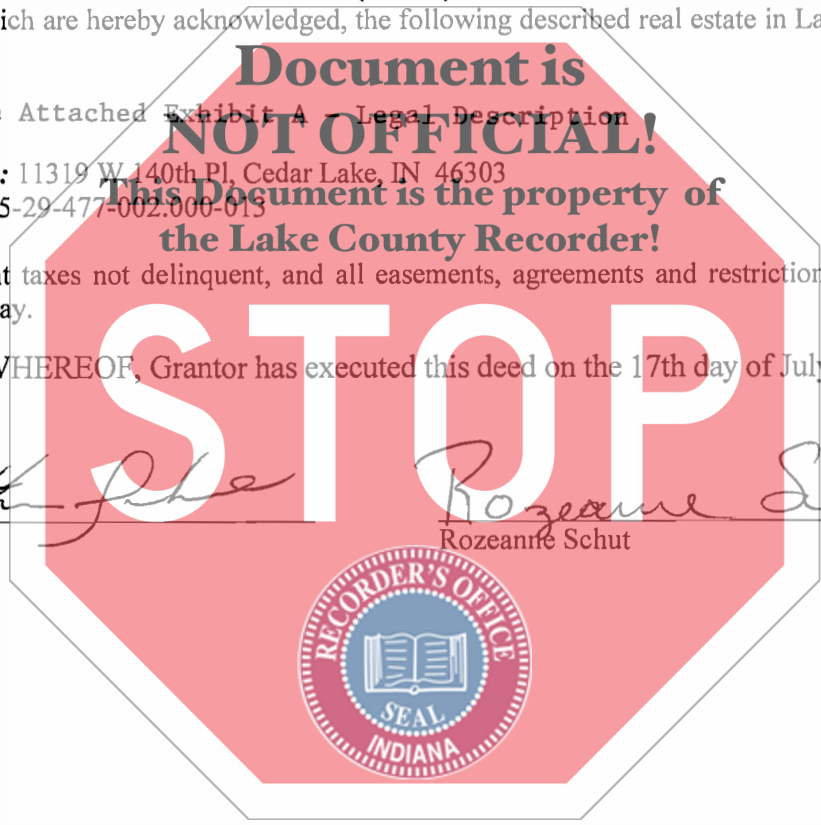 ich are hereby acknowledged, the following described real estate in La
Document is
Attached Exhibit A - Legal Description
NOT OFFICIAL!
: 11319 W 140th Pl, Cedar Lake, IN 46303
This Document is the property of
5-29-477-002.000-013
the Lake County Recorder!
t taxes not delinquent, and all easements, agreements and restriction
ay.
WHEREOF, Grantor has executed this deed on the 17th day of July
STOP
Rozeanne S
Rozeanne Schut
RECORDER'S OFFICE
SEAL
INDIANA